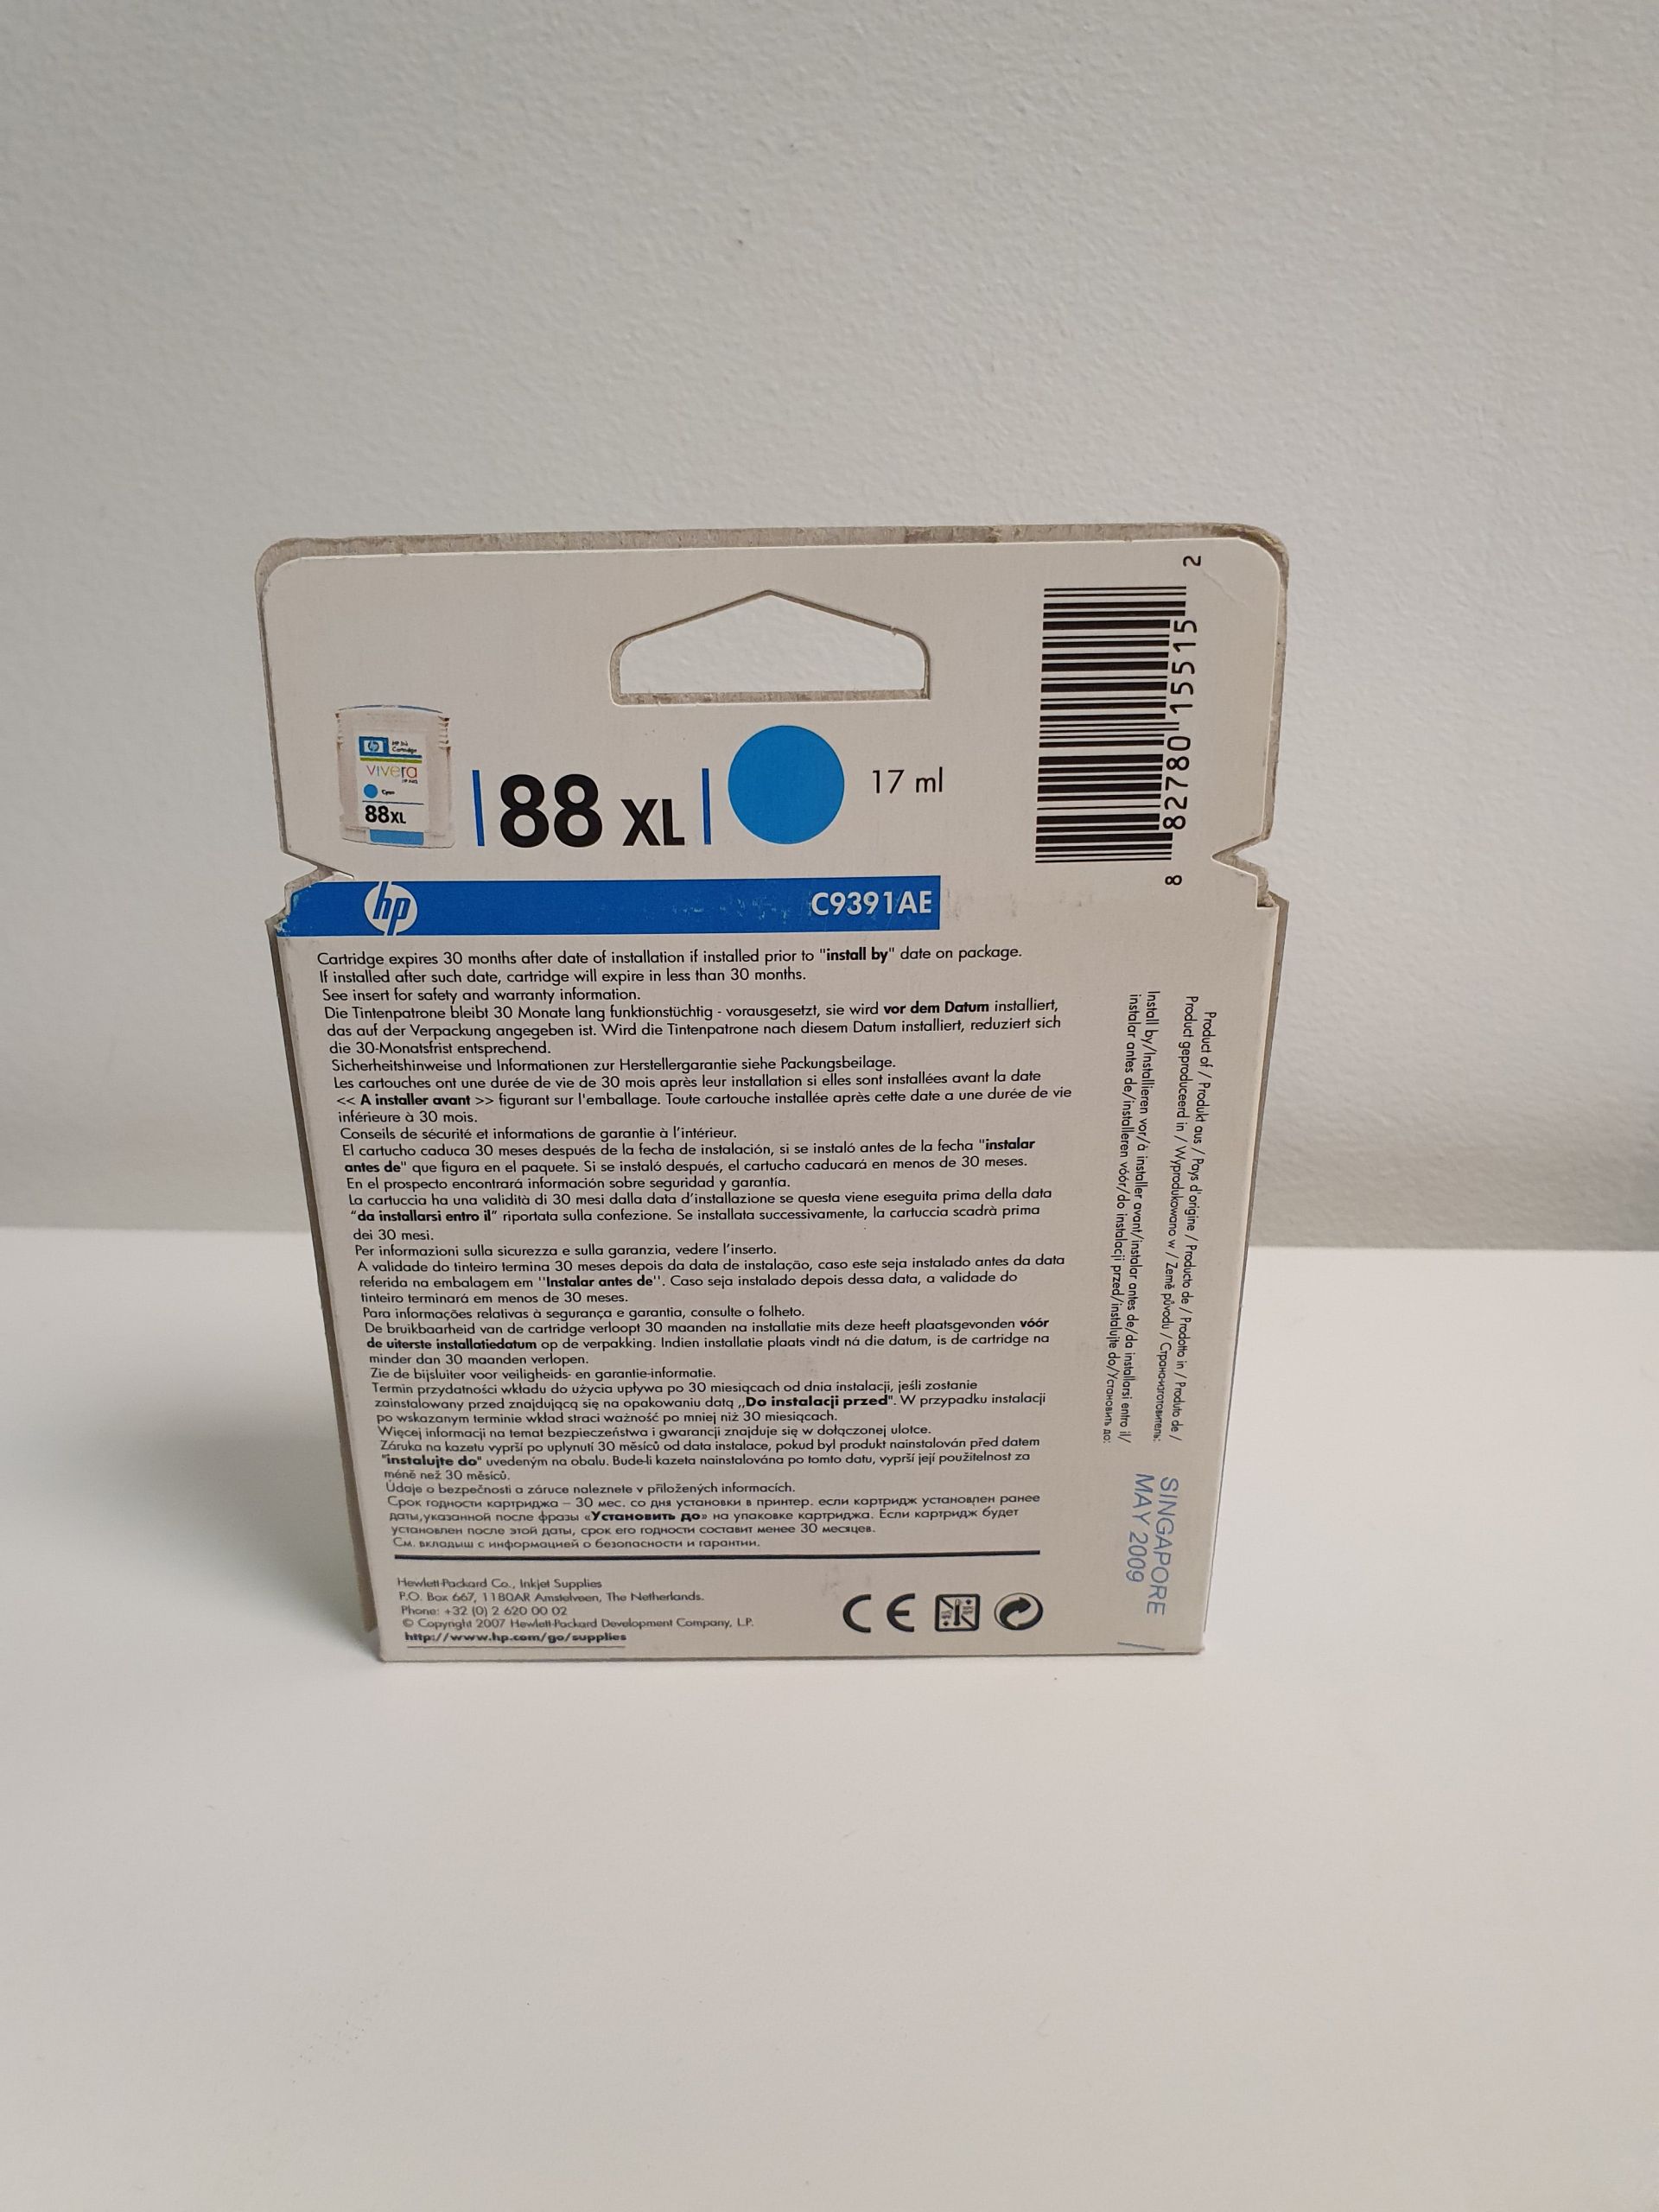 hp
HP Ink
Cartridge
vivera
Cyan
88XL
88 XL
17 ml
8 82780 15515 2
hp
C9391AE
Cartridge expires 30 months after date of installation if installed prior to "install by" date on package.
If installed after such date, cartridge will expire in less than 30 months.
See insert for safety and warranty information.
Die Tintenpatrone bleibt 30 Monate lang funktionstüchtig - vorausgesetzt, sie wird vor dem Datum installiert,
das auf der Verpackung angegeben ist. Wird die Tintenpatrone nach diesem Datum installiert, reduziert sich
die 30-Monatsfrist entsprechend.
Sicherheitshinweise und Informationen zur Herstellergarantie siehe Packungsbeilage.
Les cartouches ont une durée de vie de 30 mois après leur installation si elles sont installées avant la date
<< A installer avant >> figurant sur l'emballage. Toute cartouche installée après cette date a une durée de vie
inférieure à 30 mois.
Conseils de sécurité et informations de garantie à l'intérieur.
El cartucho caduca 30 meses después de la fecha de instalación, si se instaló antes de la fecha "instalar
antes de" que figura en el paquete. Si se instaló después, el cartucho caducará en menos de 30 meses.
En el prospecto encontrará información sobre seguridad y garantía.
La cartuccia ha una validità di 30 mesi dalla data d'installazione se questa viene eseguita prima della data
"da installarsi entro il" riportata sulla confezione. Se installata successivamente, la cartuccia scadrà prima
dei 30 mesi.
Per informazioni sulla sicurezza e sulla garanzia, vedere l'inserto.
A validade do tinteiro termina 30 meses depois da data de instalação, caso este seja instalado antes da data
referida na embalagem em "Instalar antes de". Caso seja instalado depois dessa data, a validade do
tinteiro terminará em menos de 30 meses.
Para informações relativas à segurança e garantia, consulte o folheto.
De bruikbaarheid van de cartridge verloopt 30 maanden na installatie mits deze heeft plaatsgevonden vóór
de uiterste installatiedatum op de verpakking. Indien installatie plaats vindt ná die datum, is de cartridge na
minder dan 30 maanden verlopen.
Zie de bijsluiter voor veiligheids- en garantie-informatie.
Termin przydatności wkładu do użycia upływa po 30 miesiącach od dnia instalacji, jeśli zostanie
zainstalowany przed znajdującą się na opakowaniu datą „Do instalacji przed". W przypadku instalacji
po wskazanym terminie wkład straci ważność po mniej niż 30 miesiącach.
Więcej informacji na temat bezpieczeństwa i gwarancji znajduje się w dołączonej ulotce.
Záruka na kazetu vyprší po uplynutí 30 měsíců od data instalace, pokud byl produkt nainstalován před datem
"instalujte do" uvedeným na obalu. Bude-li kazeta nainstalována po tomto datu, vyprší její použitelnost za
méně než 30 měsíců.
Údaje o bezpečnosti a záruce naleznete v přiložených informacích.
Срок годности картриджа – 30 мес. со дня установки в принтер. если картридж установлен ранее
даты,указанной после фразы «Установить до» на упаковке картриджа. Если картридж будет
установлен после этой даты, срок его годности составит менее 30 месяцев.
См. вкладыш с информацией о безопасности и гарантии.
Hewlett-Packard Co., Inkjet Supplies
P.O. Box 667, 1180AR Amstelveen, The Netherlands.
Phone: +32 (0) 2 620 00 02
© Copyright 2007 Hewlett-Packard Development Company, L.P.
http://www.hp.com/go/supplies
CE
Product of / Produkt aus / Pays d'origine / Producto de / Prodotto in / Produto de /
Product geproduceerd in / Wyprodukowano w / Země původu / Страна-изготовитель:
Install by/Installieren vor/à installer avant/instalar antes de/da installarsi entro il/
instalar antes de/installeren vóór/do instalacji przed/instalujte do/Установить до:
SINGAPORE
MAY 2009